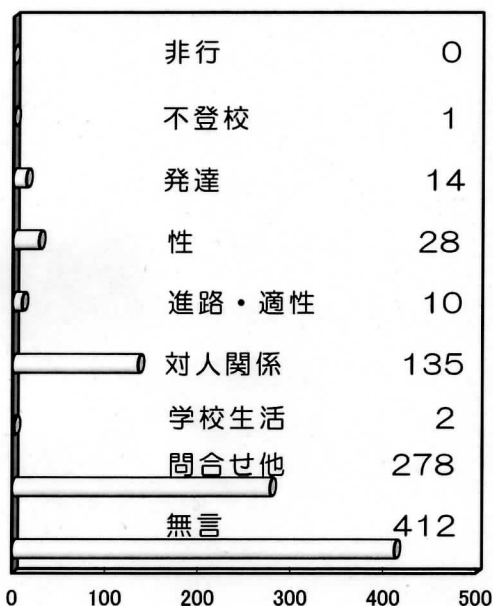 非行 0
不登校 1
発達 14
性 28
進路・適性 10
対人関係 135
学校生活 2
問合せ他 278
無言 412
0 100 200 300 400 500